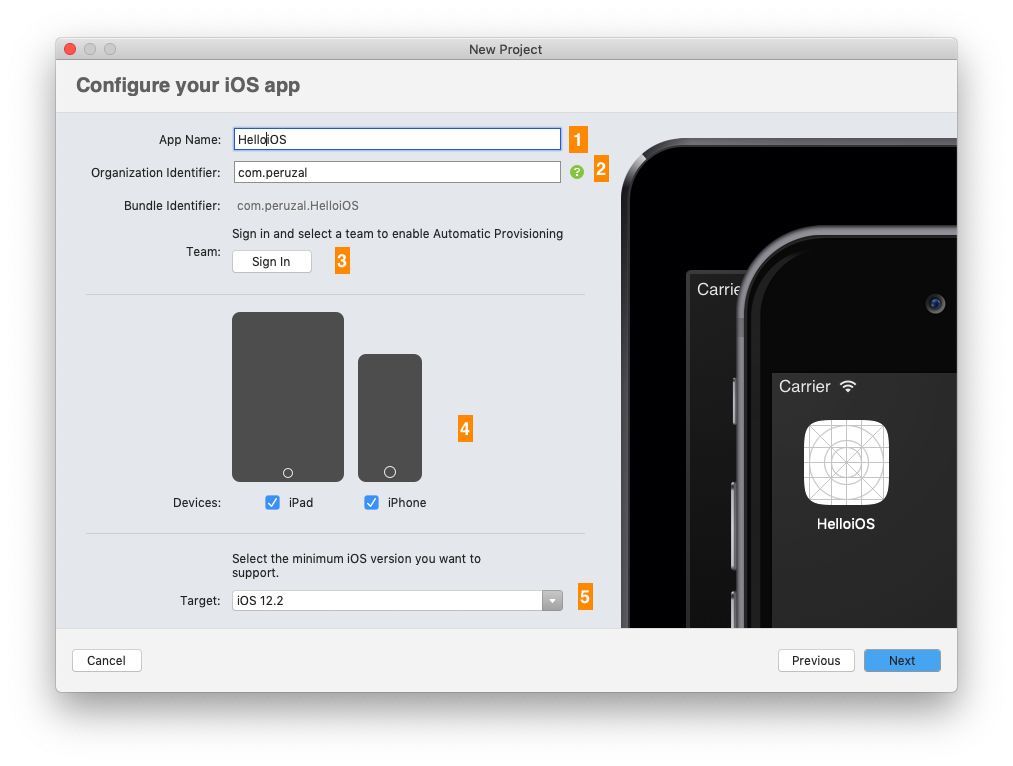 New Project
Configure your iOS app
App Name: HelloiOS 1
Organization Identifier: com.peruzal ? 2
Bundle Identifier: com.peruzal.HelloiOS
Sign in and select a team to enable Automatic Provisioning
Team:
Sign In 3
4
Devices: iPad iPhone
Select the minimum iOS version you want to
support.
Target: iOS 12.2 5
Carrie
Carrier
HelloiOS
Cancel Previous Next